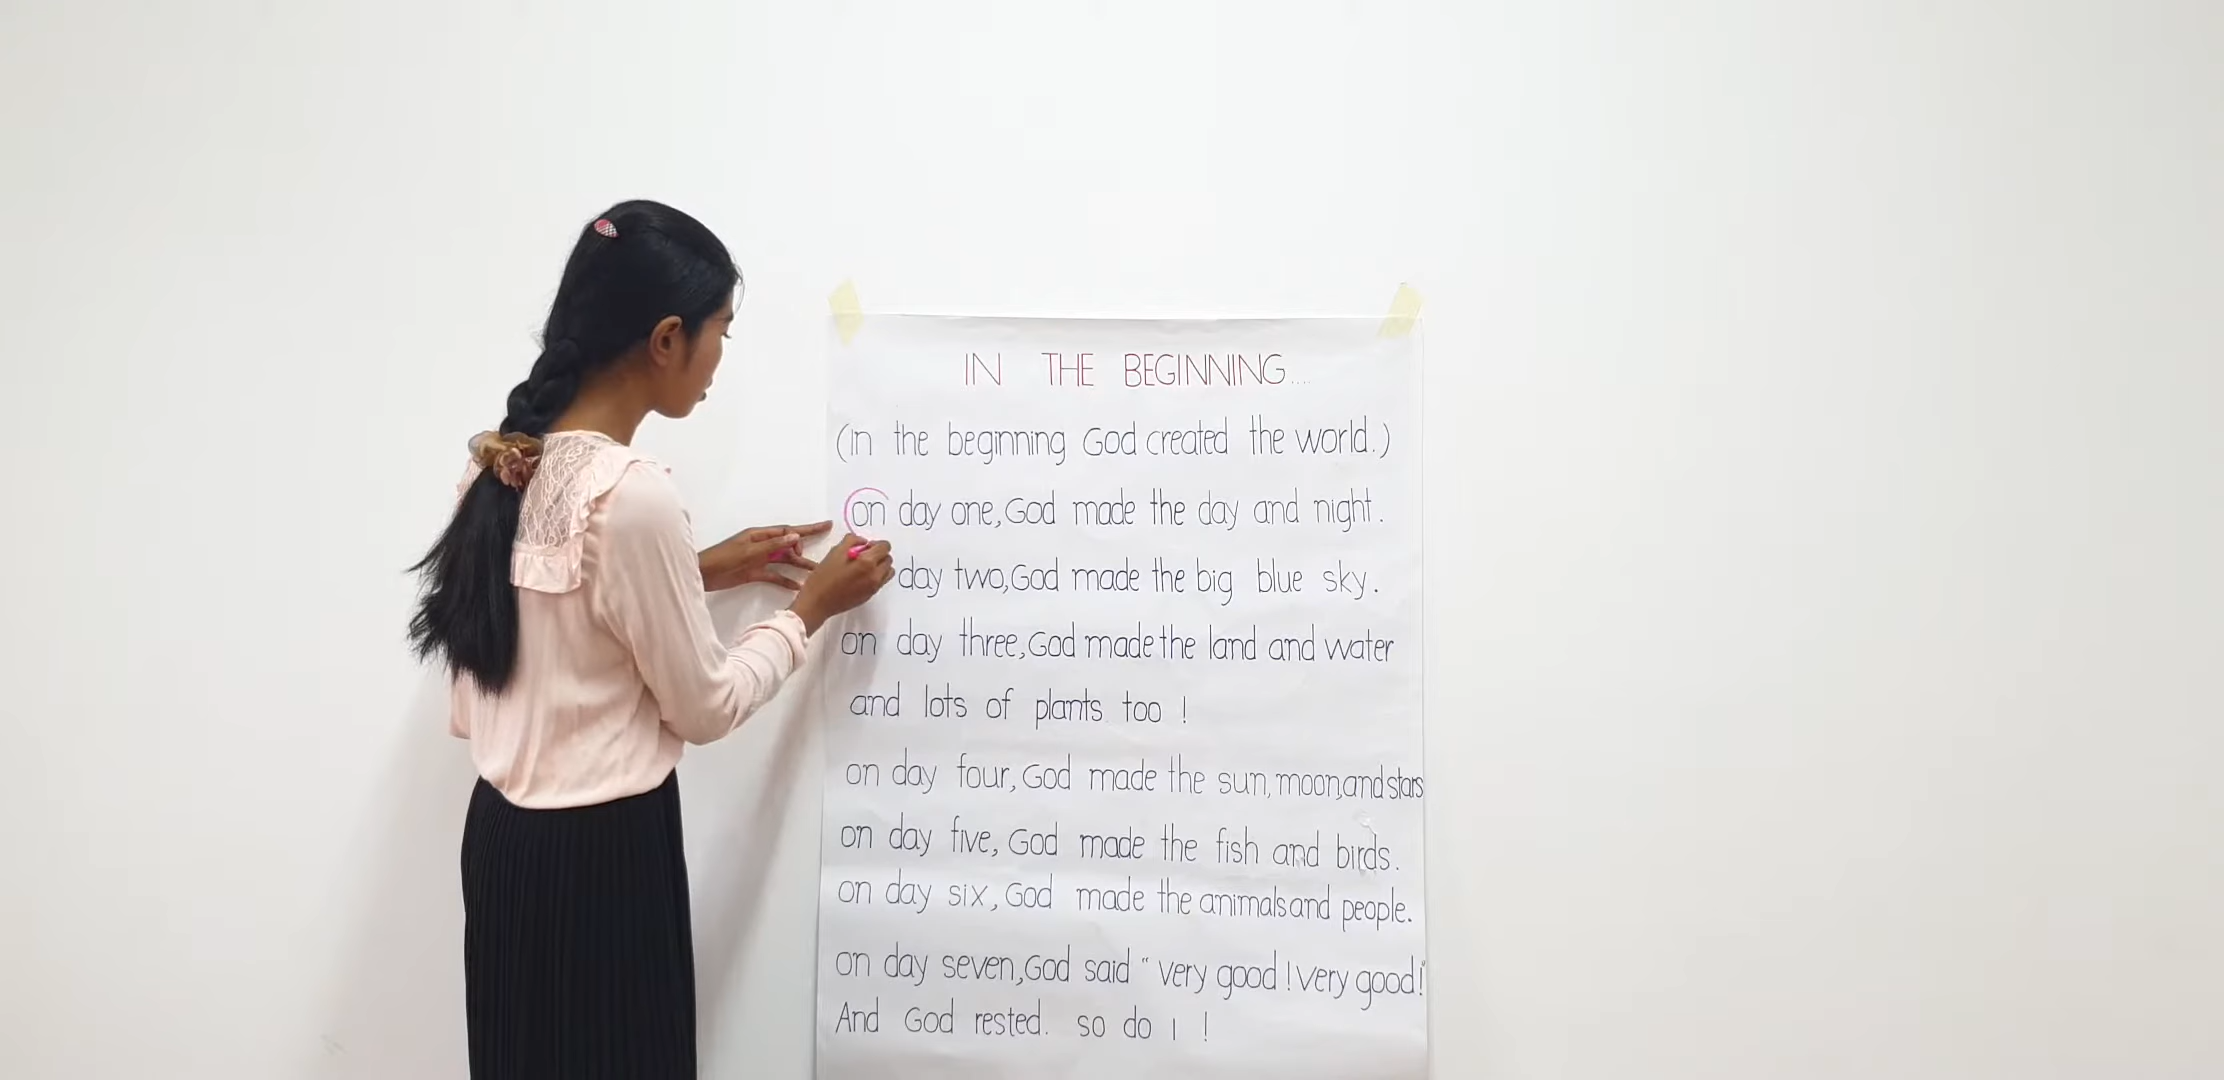 IN THE BEGINNING....
(In the beginning God created the world.)
on day one, God made the day and night.
day two, God made the big blue sky.
on day three, God made the land and water
and lots of plants too !
on day four, God made the sun, moon, and stars
on day five, God made the fish and birds.
on day six, God made the animals and people.
on day seven, God said " very good ! very good !"
And God rested. so do I !